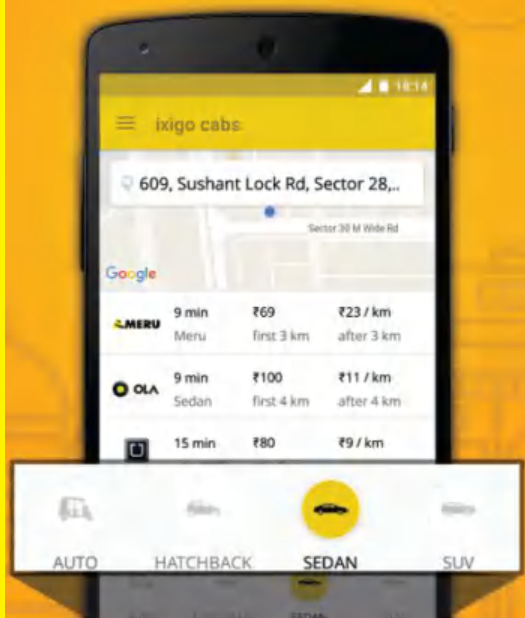 18:14
ixigo cabs
609, Sushant Lock Rd, Sector 28,..
Sector 30 M Wide Rd
Google
MERU 9 min ₹69 ₹23 / km
Meru first 3 km after 3 km
OLA 9 min ₹100 ₹11 / km
Sedan first 4 km after 4 km
U 15 min ₹80 ₹9 / km
AUTO HATCHBACK SEDAN SUV
SEDAN